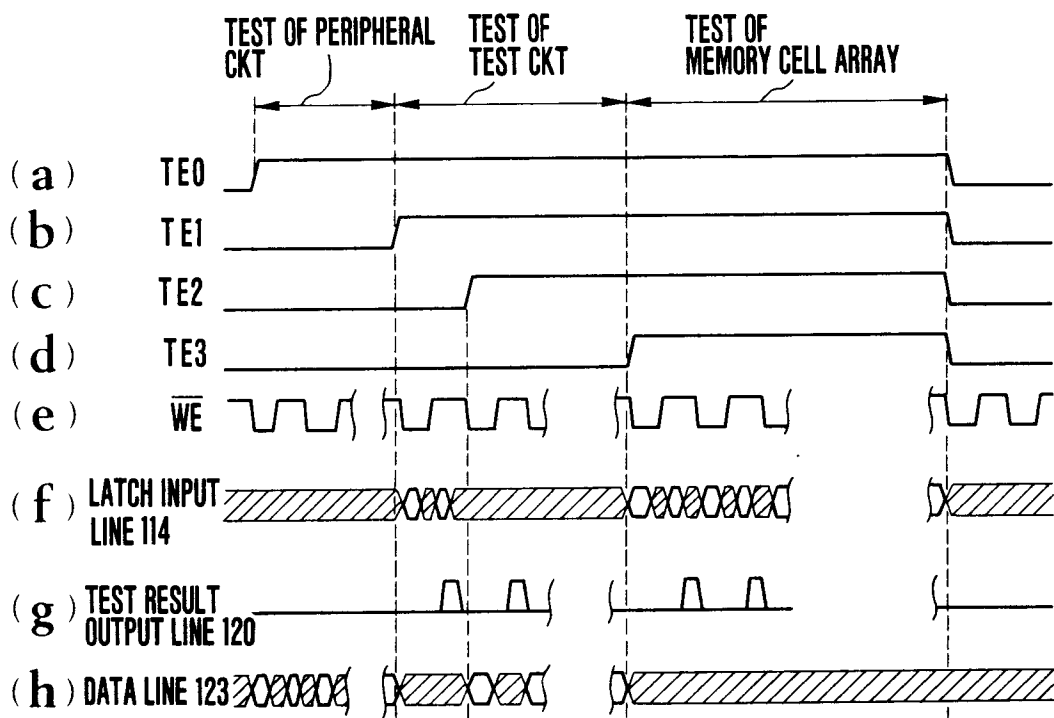 TEST OF PERIPHERAL
CKT
TEST OF
TEST CKT
TEST OF
MEMORY CELL ARRAY
(a) TE0
(b) TE1
(c) TE2
(d) TE3
(e) W̅E̅
(f) LATCH INPUT
LINE 114
(g) TEST RESULT
OUTPUT LINE 120
(h) DATA LINE 123